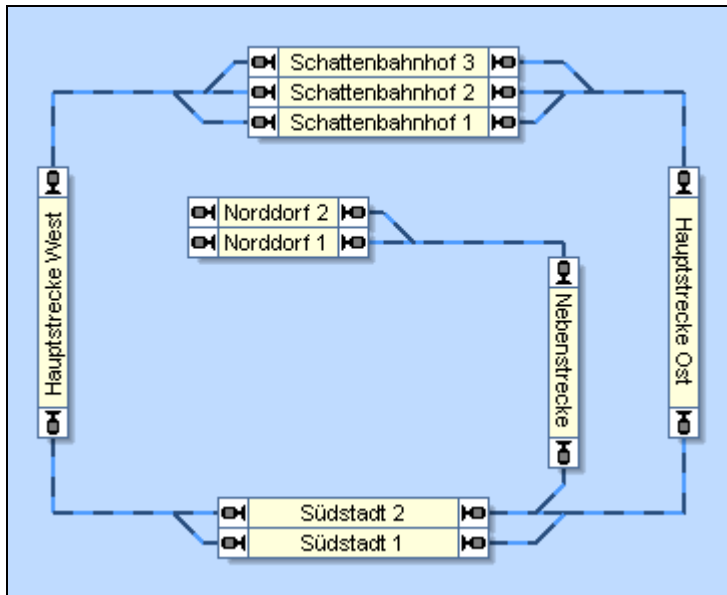 Schattenbahnhof 3
Schattenbahnhof 2
Schattenbahnhof 1
Norddorf 2
Norddorf 1
Hauptstrecke West
Nebenstrecke
Hauptstrecke Ost
Südstadt 2
Südstadt 1